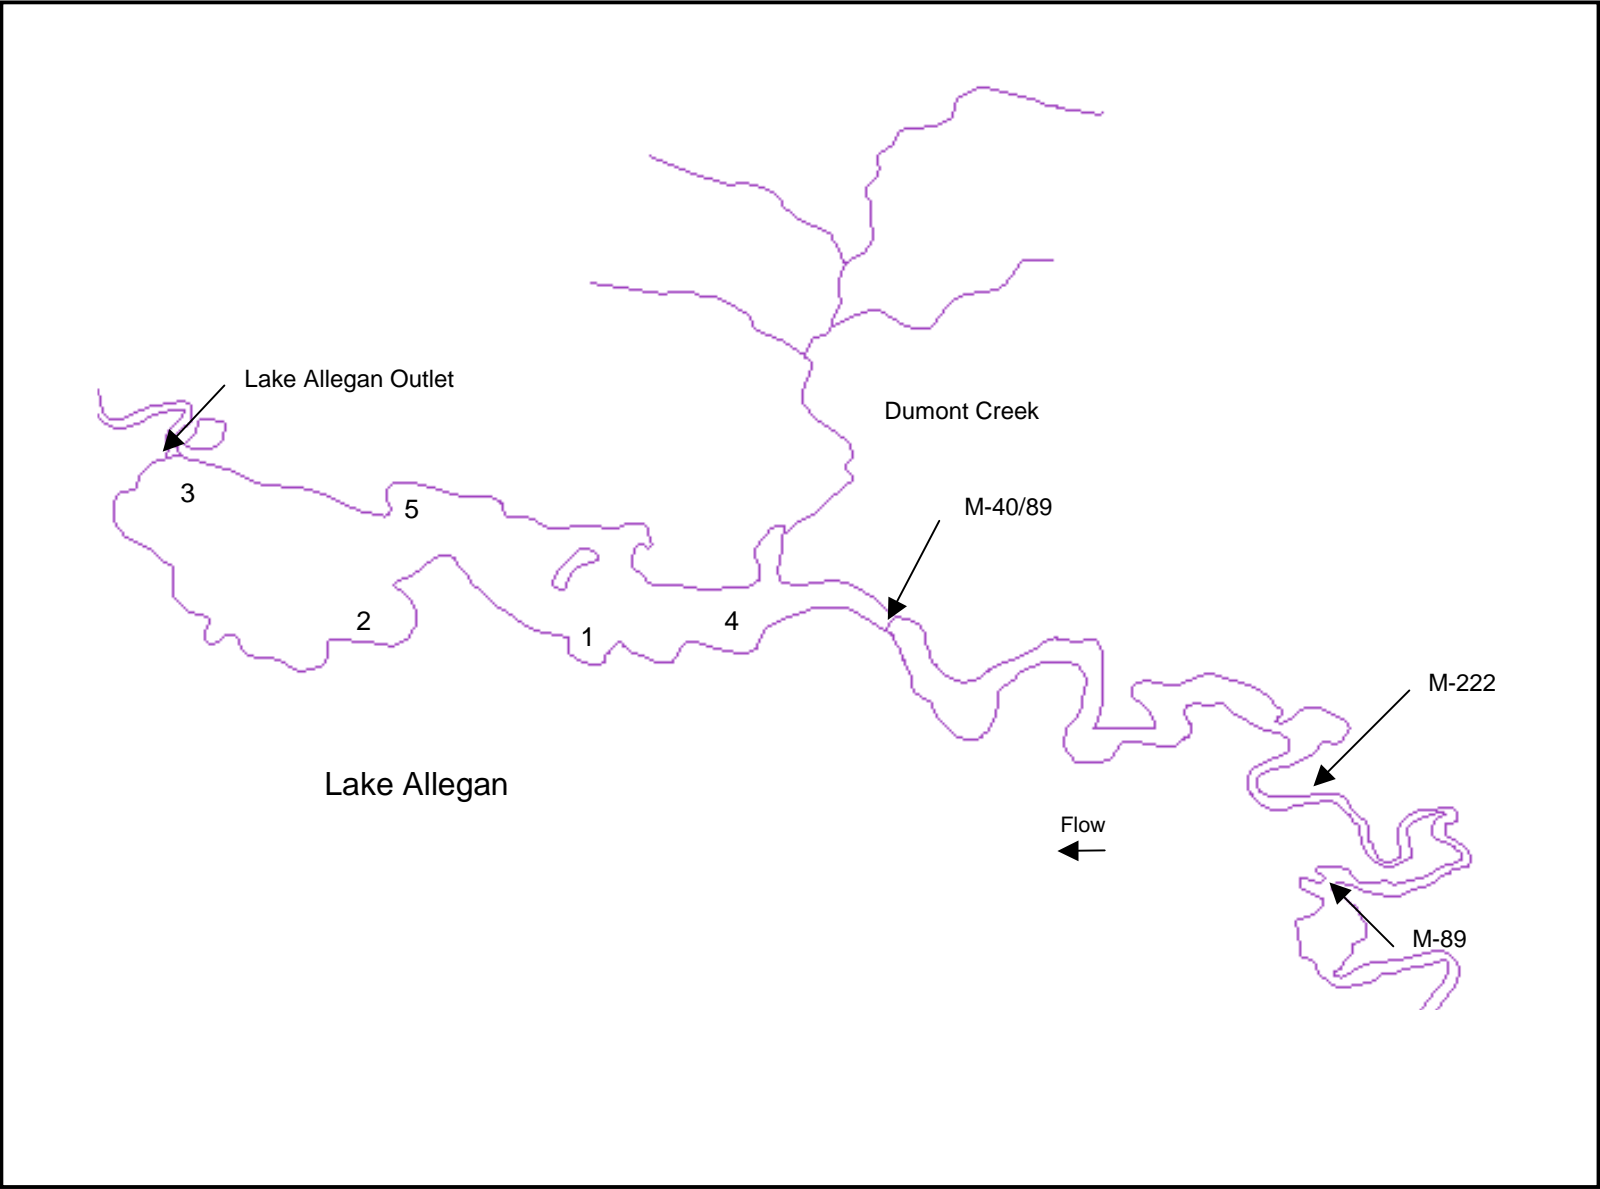 Lake Allegan Outlet
Dumont Creek
3
5
M-40/89
2
1
4
M-222
Lake Allegan
Flow
M-89